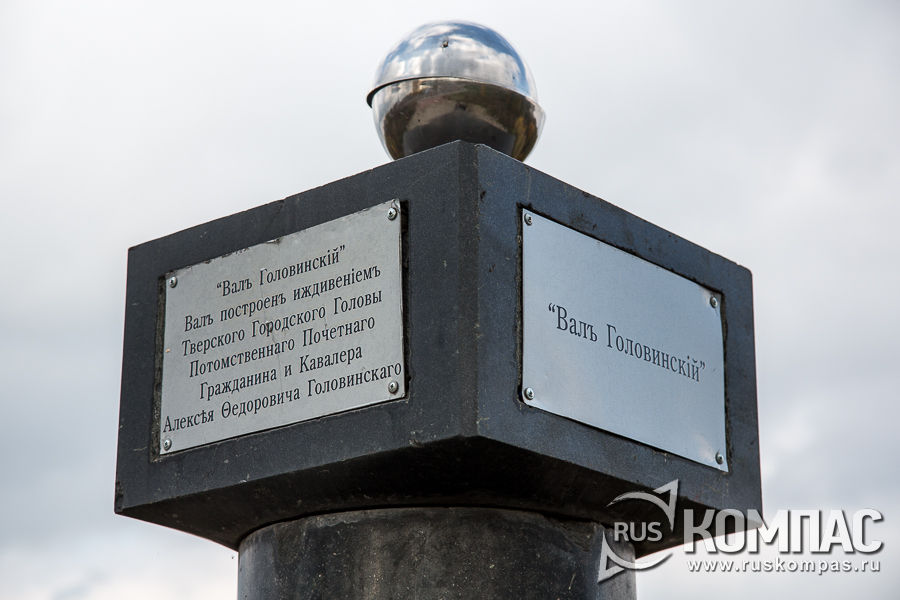 “Валъ Головинскій”
Валъ построенъ иждивеніемъ
Тверского Городского Головы
Потомственнаго Почетнаго
Гражданина и Кавалера
Алексѣя Ѳедоровича Головинскаго
“Валъ Головинскій”
RUS КОМПАС
www.ruskompas.ru